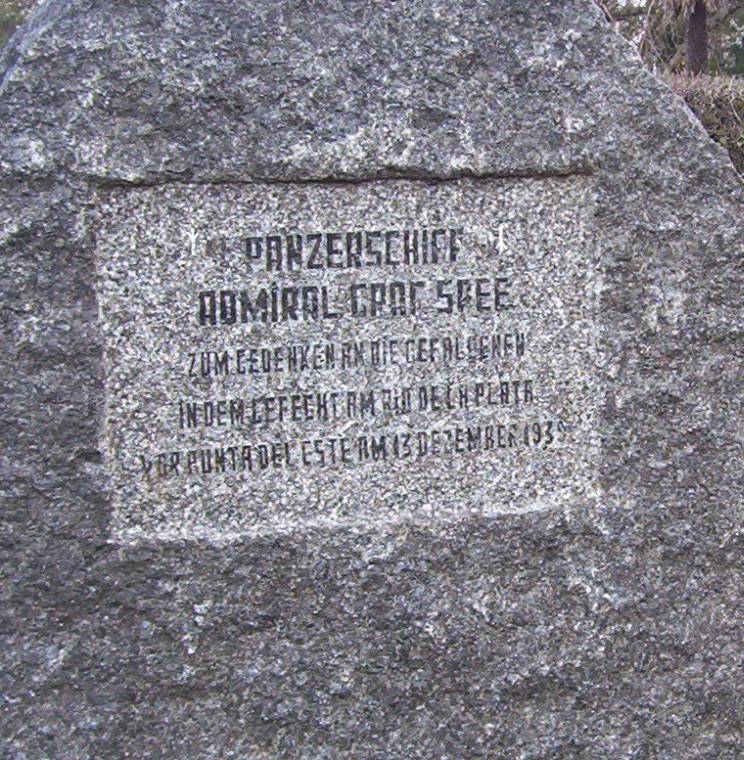 PANZERSCHIFF
ADMIRAL GRAF SPEE
ZUM GEDENKEN AN DIE GEFALLENEN
IN DEM GEFECHT AM RIO DE LA PLATA
VOR PUNTA DEL ESTE AM 13 DEZEMBER 1939